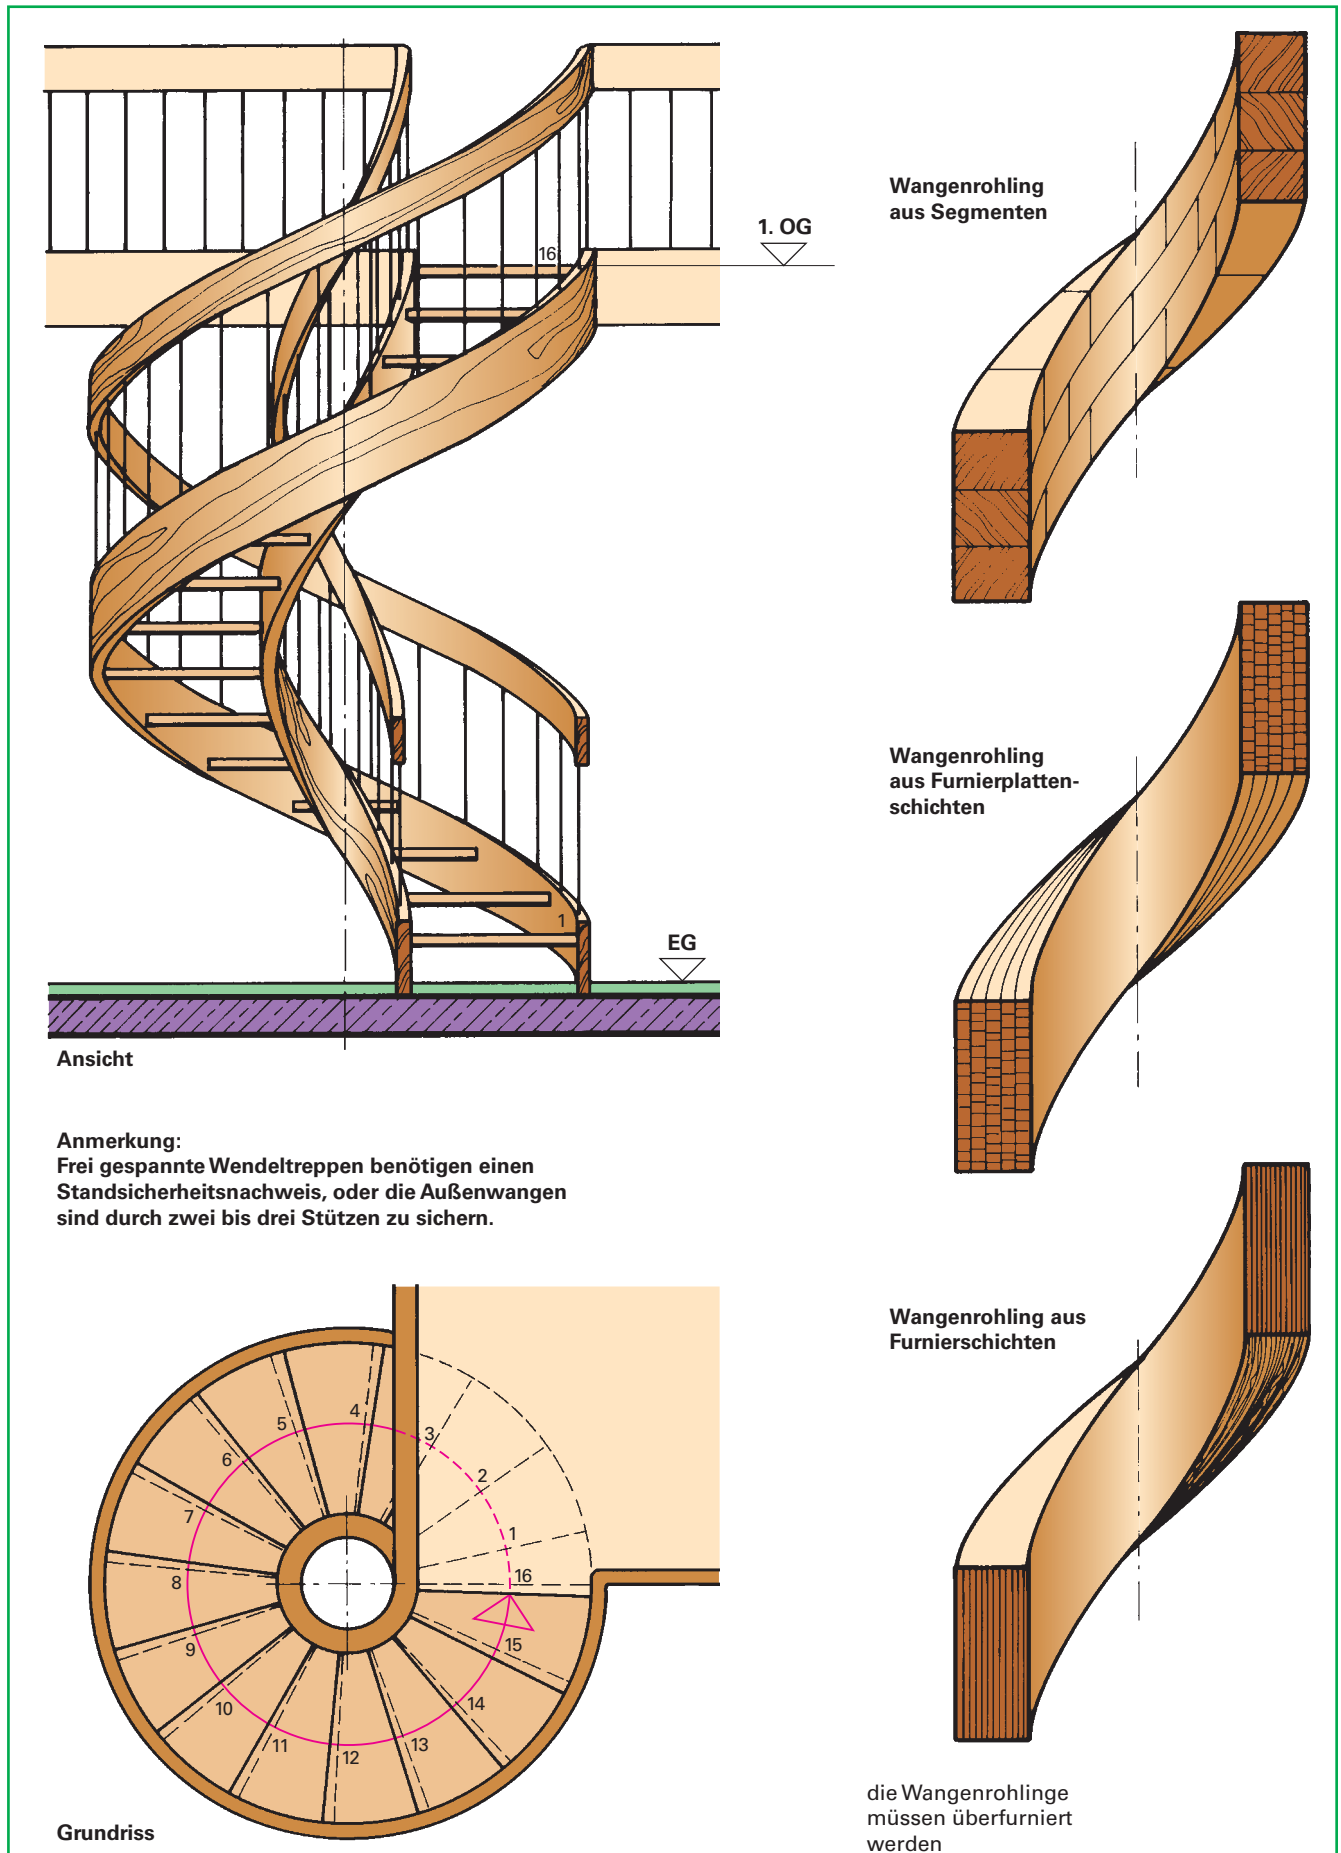 16
1. OG
1
EG
Ansicht
Anmerkung:
Frei gespannte Wendeltreppen benötigen einen
Standsicherheitsnachweis, oder die Außenwangen
sind durch zwei bis drei Stützen zu sichern.
4
3
5
2
6
7
1
8
16
9
15
10
14
11
12
13
Grundriss
Wangenrohling
aus Segmenten
Wangenrohling
aus Furnierplatten-
schichten
Wangenrohling aus
Furnierschichten
die Wangenrohlinge
müssen überfurniert
werden